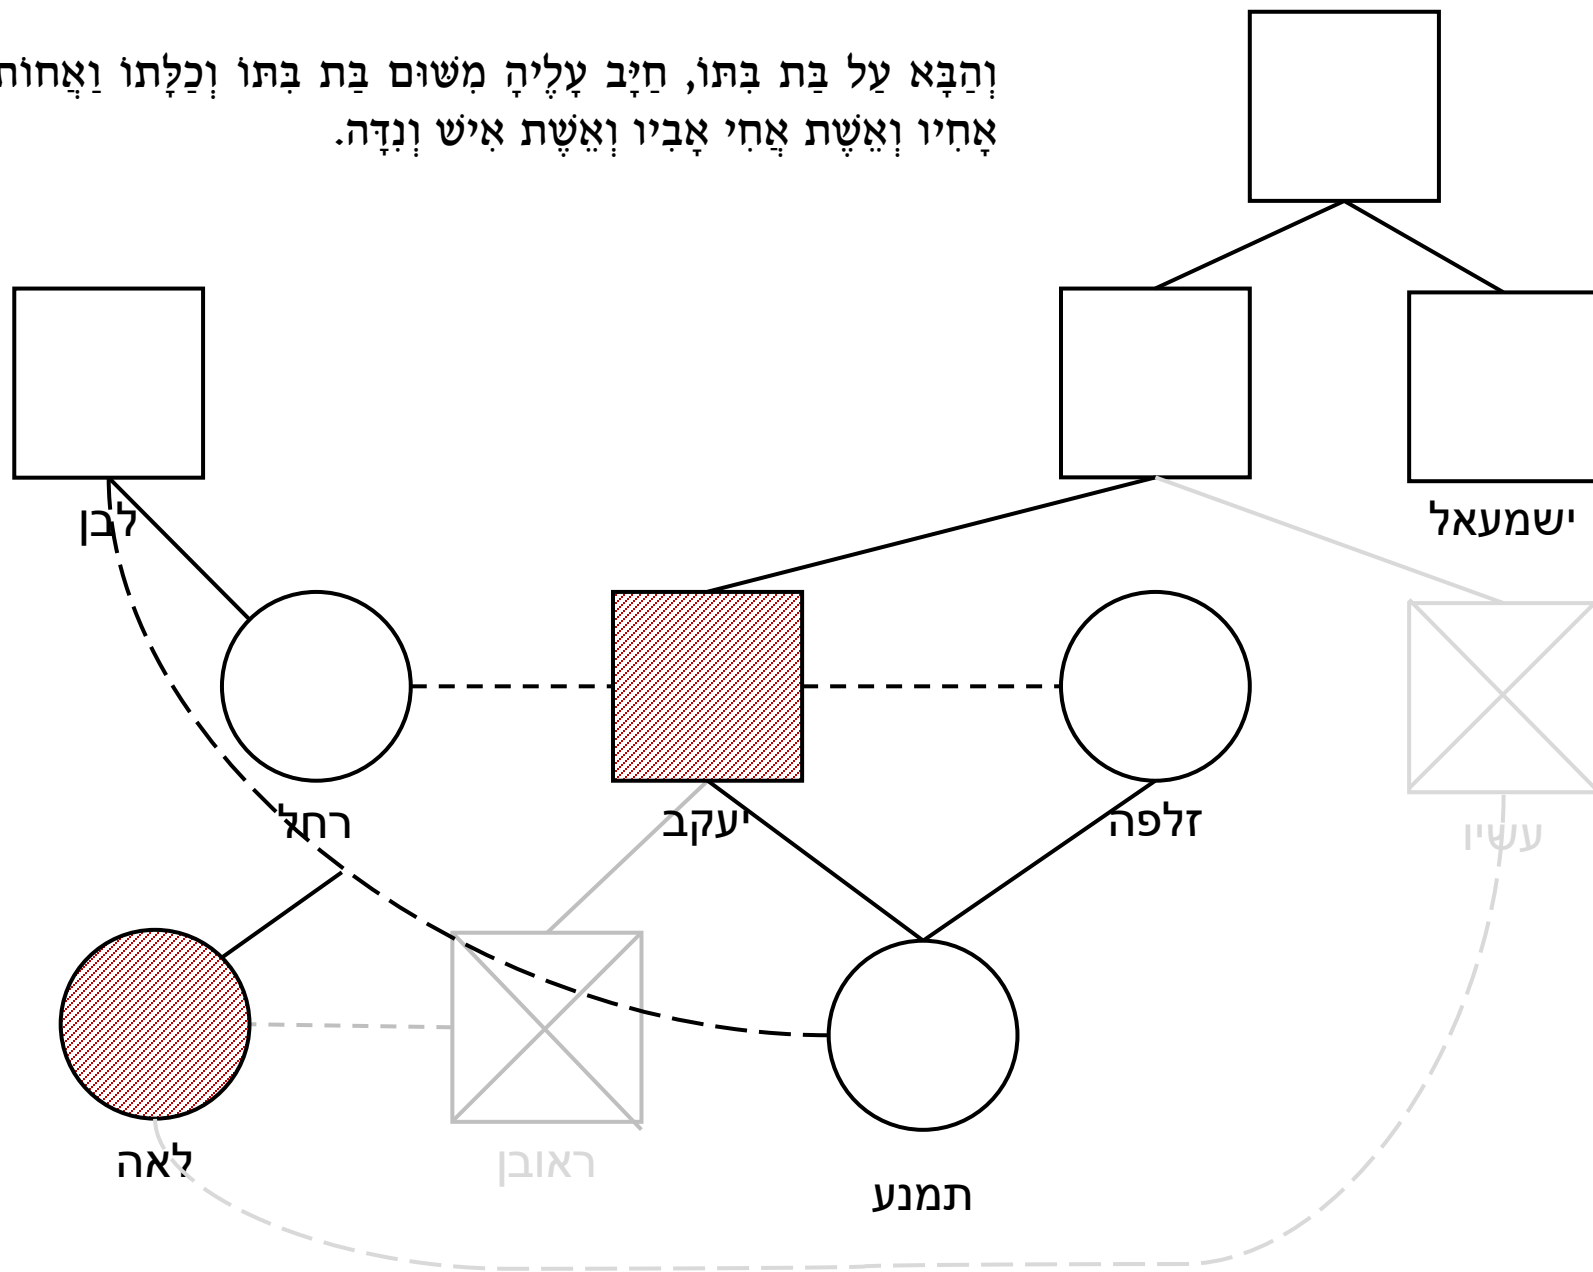 וְהַבָּא עַל בַּת בִּתּוֹ, חַיָּב עָלֶיהָ מִשּׁוּם בַּת בִּתּוֹ וְכַלָּתוֹ וַאֲחוֹת
אָחִיו וְאֵשֶׁת אֲחִי אָבִיו וְאֵשֶׁת אִישׁ וְנִדָּה.
לבן
ישמעאל
רחל
יעקב
זלפה
עשיו
לאה
ראובן
תמנע